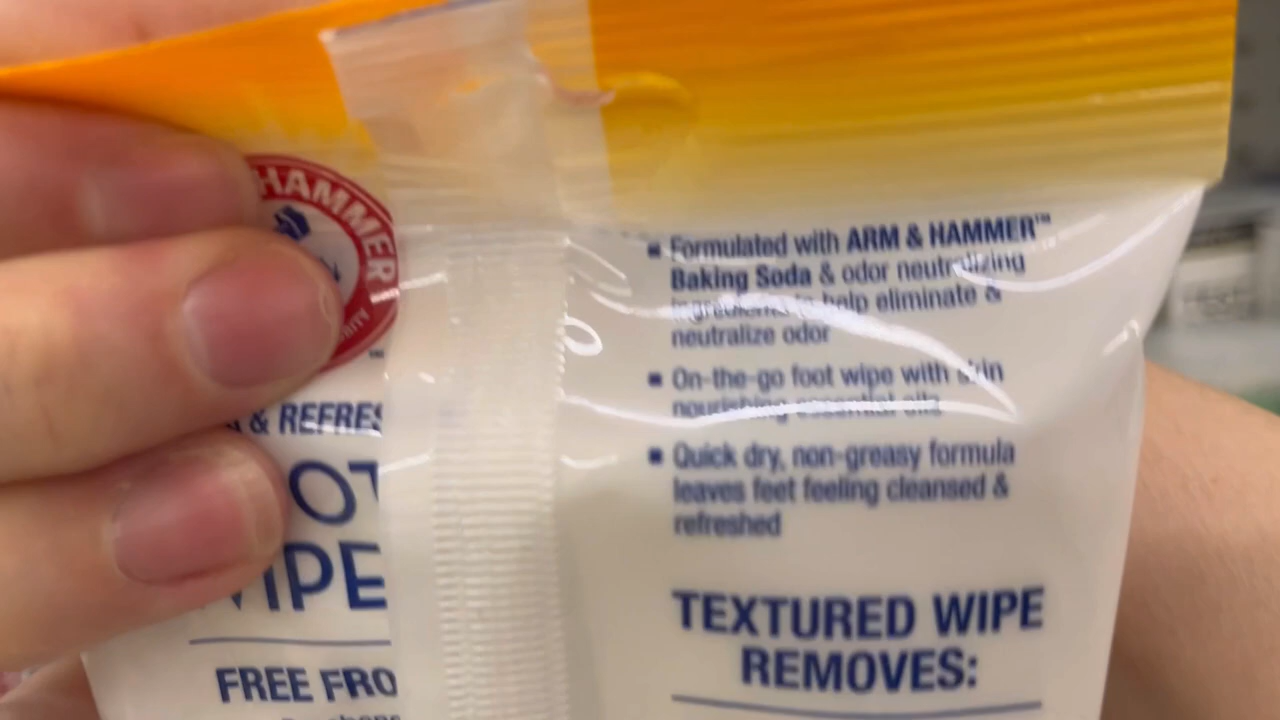 HAMMER
& REFRES
OT
WIPE
FREE FRO
Formulated with ARM & HAMMER™
Baking Soda & odor neutralizing
ingredients to help eliminate &
neutralize odor
On-the-go foot wipe with skin
nourishing essential oils
Quick dry, non-greasy formula
leaves feet feeling cleansed &
refreshed
TEXTURED WIPE
REMOVES: